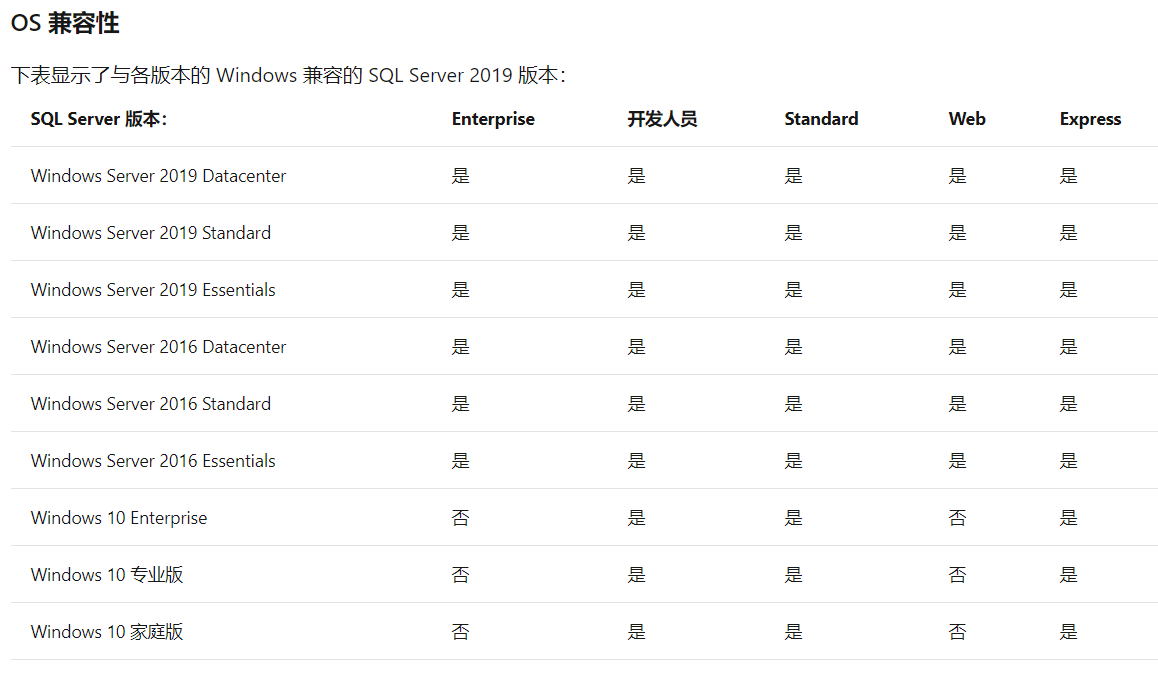 OS 兼容性
下表显示了与各版本的 Windows 兼容的 SQL Server 2019 版本：
SQL Server 版本： Enterprise 开发人员 Standard Web Express
Windows Server 2019 Datacenter 是 是 是 是 是
Windows Server 2019 Standard 是 是 是 是 是
Windows Server 2019 Essentials 是 是 是 是 是
Windows Server 2016 Datacenter 是 是 是 是 是
Windows Server 2016 Standard 是 是 是 是 是
Windows Server 2016 Essentials 是 是 是 是 是
Windows 10 Enterprise 否 是 是 否 是
Windows 10 专业版 否 是 是 否 是
Windows 10 家庭版 否 是 是 否 是